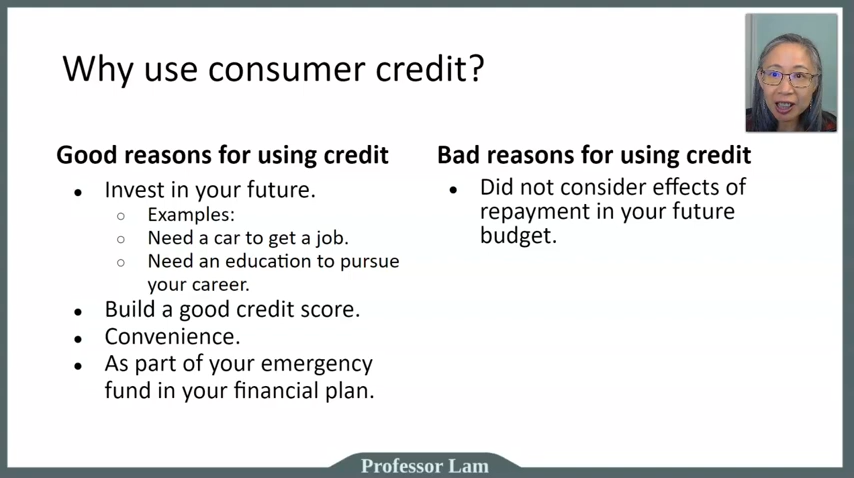 Why use consumer credit?
Good reasons for using credit
• Invest in your future.
○ Examples:
○ Need a car to get a job.
○ Need an education to pursue
your career.
• Build a good credit score.
• Convenience.
• As part of your emergency
fund in your financial plan.
Bad reasons for using credit
• Did not consider effects of
repayment in your future
budget.
Professor Lam